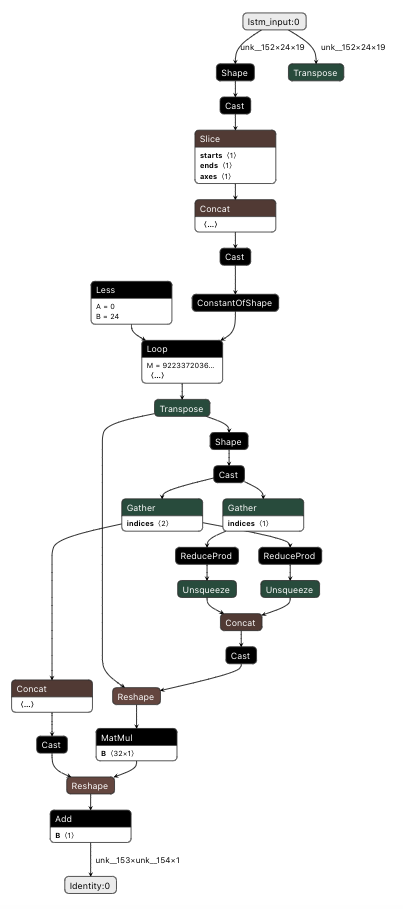 lstm_input:0
unk__152×24×19
unk__152×24×19
Shape
Transpose
Cast
Slice
starts ⟨1⟩
ends ⟨1⟩
axes ⟨1⟩
Concat
⟨…⟩
Cast
Less
A = 0
B = 24
ConstantOfShape
Loop
M = 9223372036…
⟨…⟩
Transpose
Shape
Cast
Gather
indices ⟨2⟩
Gather
indices ⟨1⟩
ReduceProd
ReduceProd
Unsqueeze
Unsqueeze
Concat
Cast
Concat
⟨…⟩
Reshape
Cast
MatMul
B ⟨32×1⟩
Reshape
Add
B ⟨1⟩
unk__153×unk__154×1
Identity:0